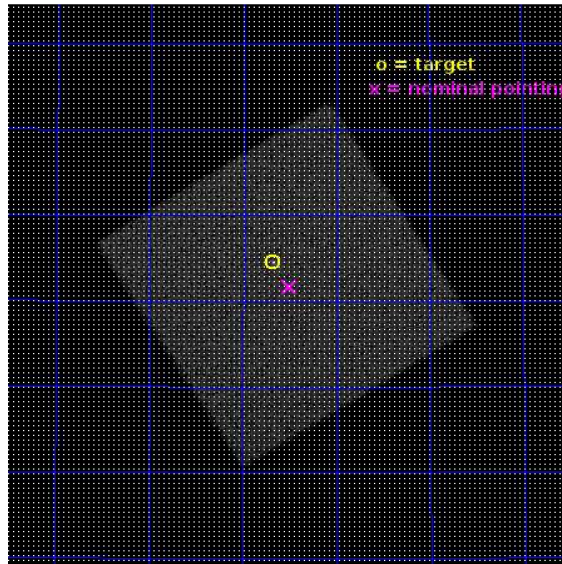 o = target
x = nominal pointing